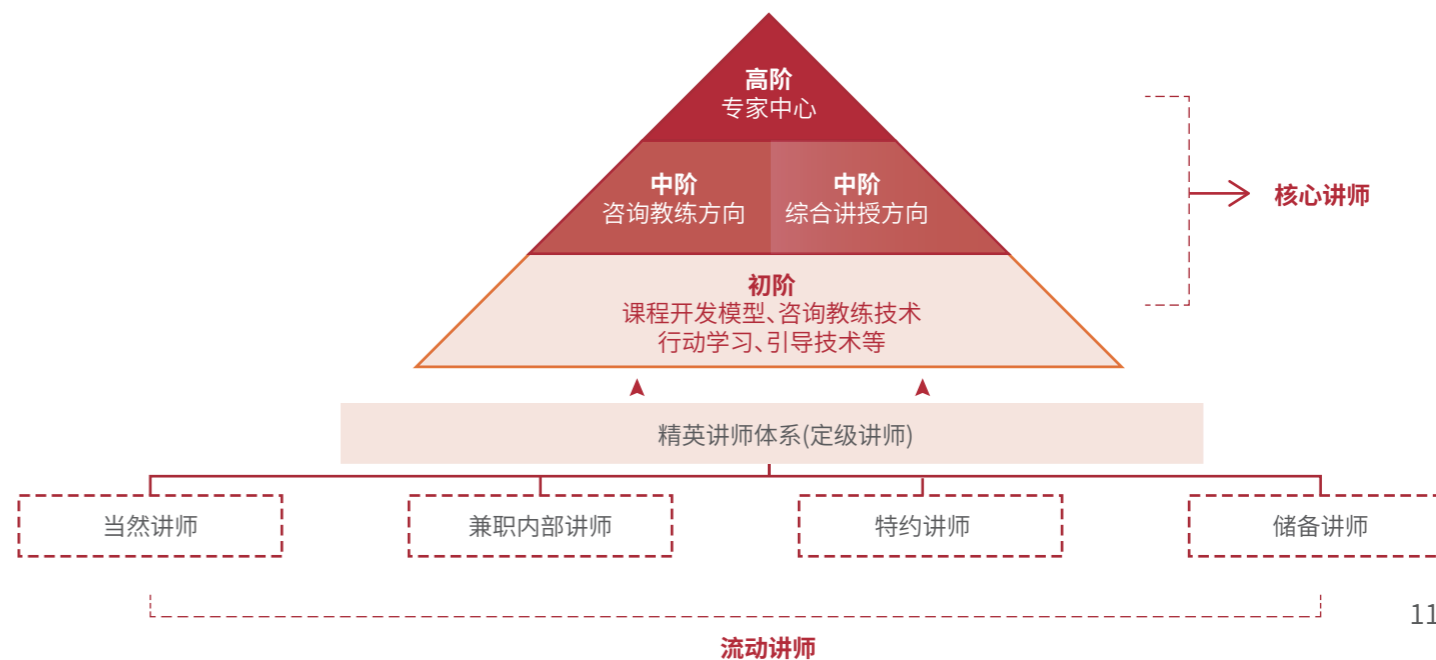 高阶
专家中心
中阶
咨询教练方向
中阶
综合讲授方向
核心讲师
初阶
课程开发模型、咨询教练技术
行动学习、引导技术等
精英讲师体系(定级讲师)
当然讲师
兼职内部讲师
特约讲师
储备讲师
流动讲师
11